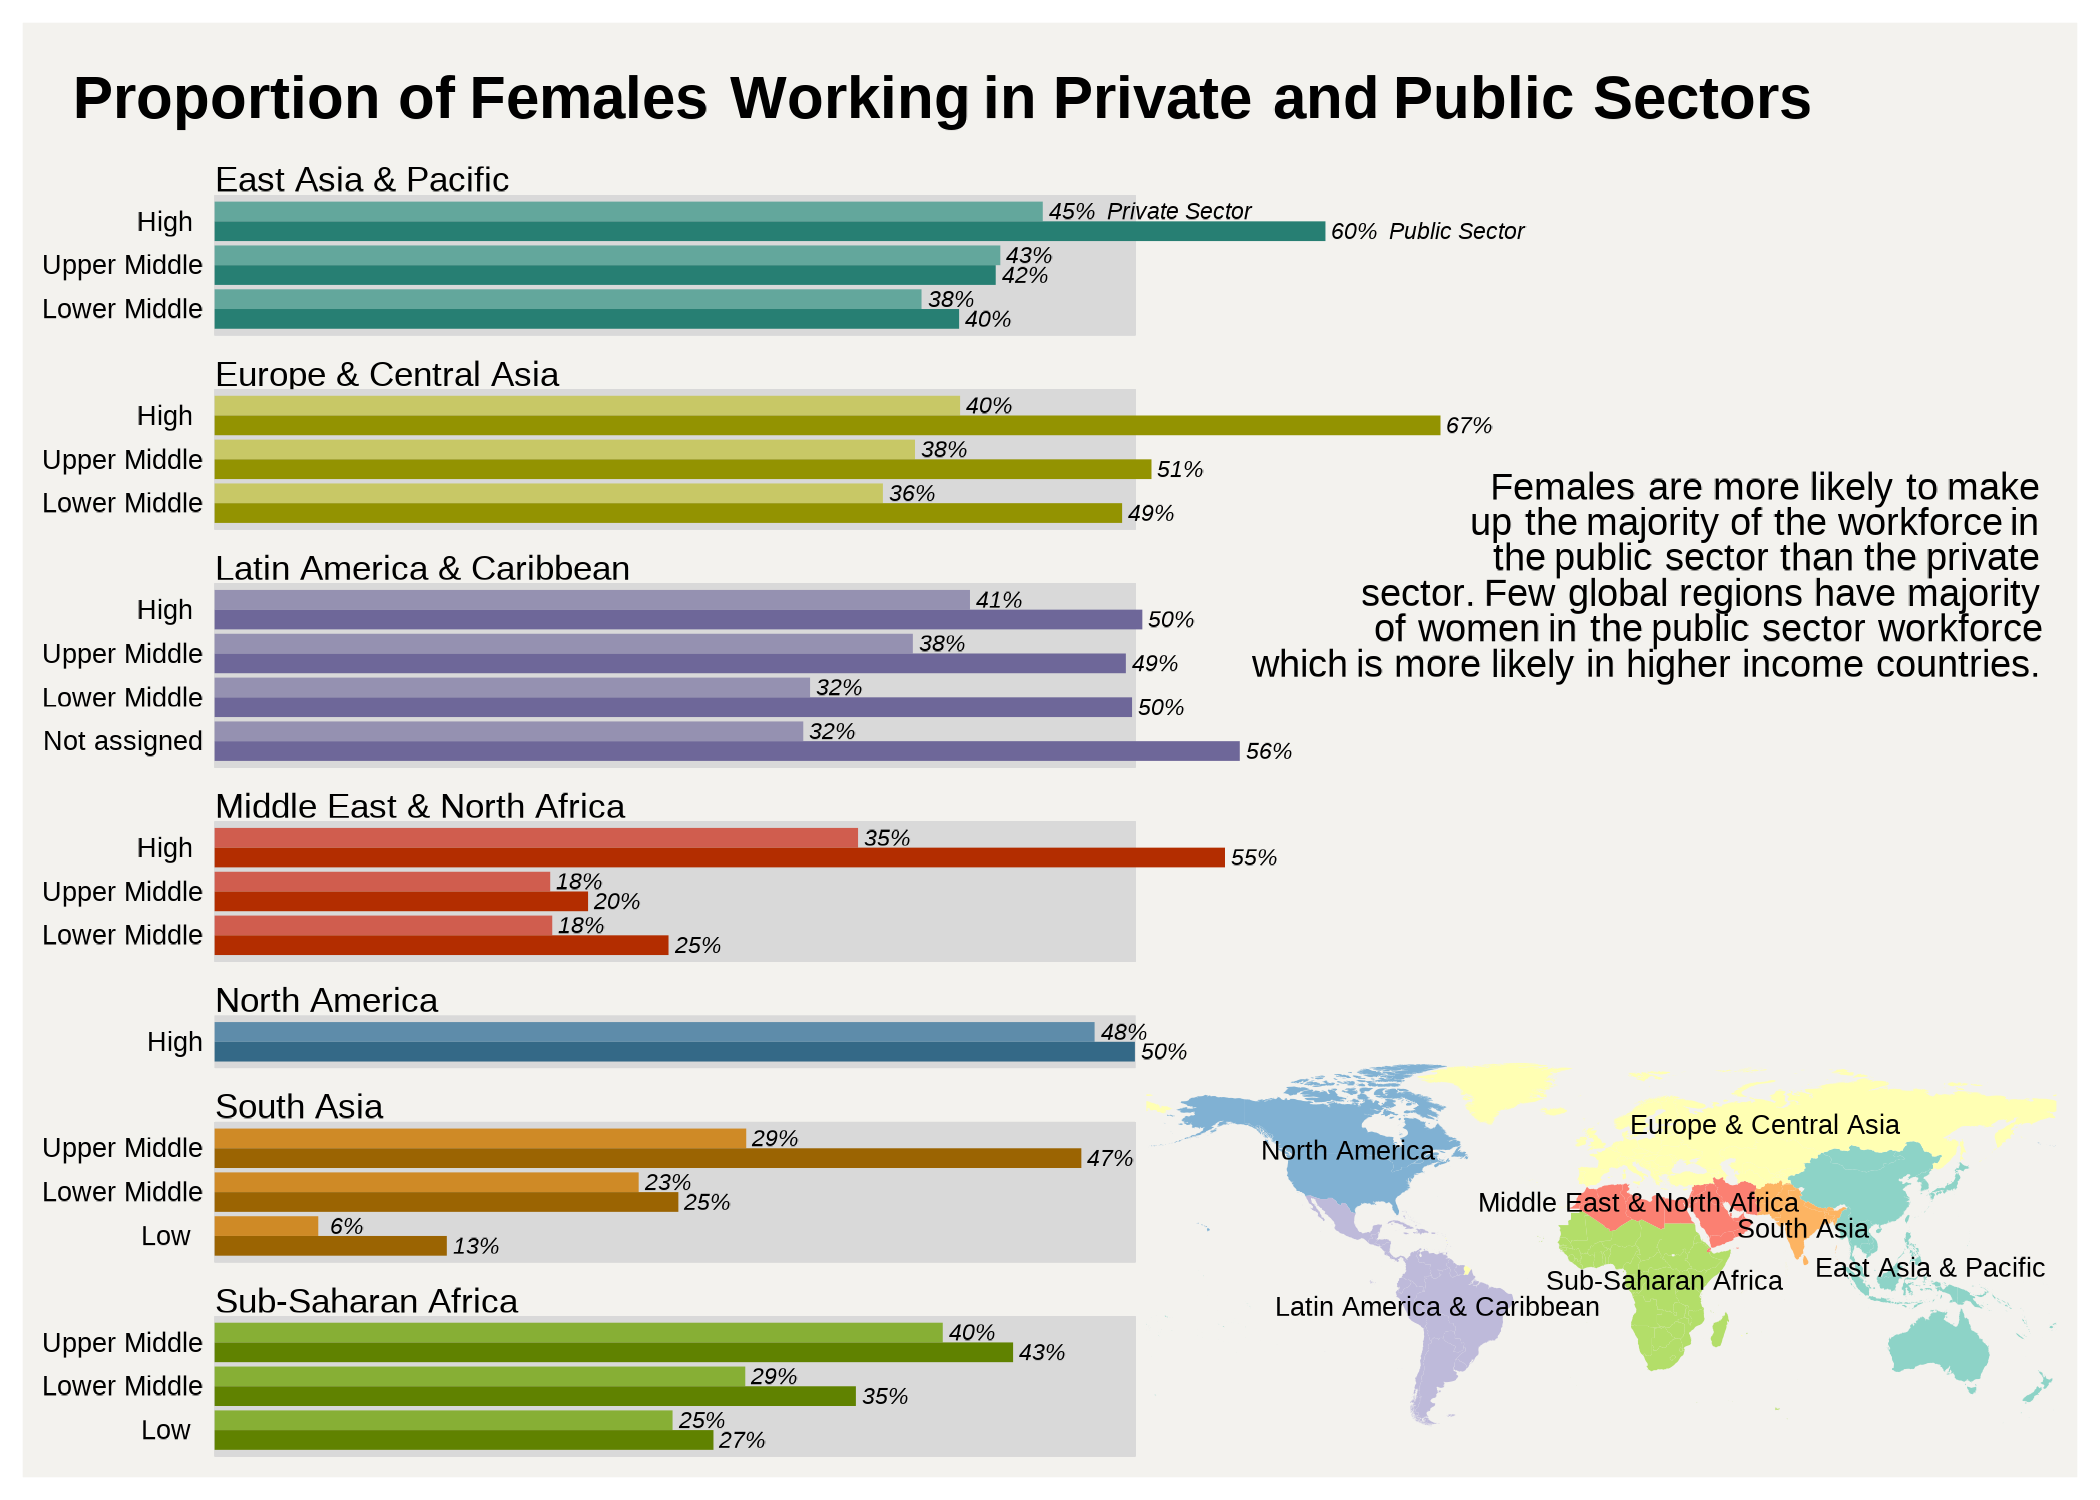 Proportion of Females Working in Private and Public Sectors
East Asia & Pacific
High 45% Private Sector
60% Public Sector
Upper Middle 43%
42%
Lower Middle 38%
40%
Europe & Central Asia
High 40%
67%
Upper Middle 38%
51%
Lower Middle 36%
49%
Females are more likely to make
up the majority of the workforce in
the public sector than the private
sector. Few global regions have majority
of women in the public sector workforce
which is more likely in higher income countries.
Latin America & Caribbean
High 41%
50%
Upper Middle 38%
49%
Lower Middle 32%
50%
Not assigned 32%
56%
Middle East & North Africa
High 35%
55%
Upper Middle 18%
20%
Lower Middle 18%
25%
North America
High 48%
50%
South Asia
Upper Middle 29%
47%
Lower Middle 23%
25%
Low 6%
13%
Sub-Saharan Africa
Upper Middle 40%
43%
Lower Middle 29%
35%
Low 25%
27%
Europe & Central Asia
North America
Middle East & North Africa
South Asia
East Asia & Pacific
Sub-Saharan Africa
Latin America & Caribbean